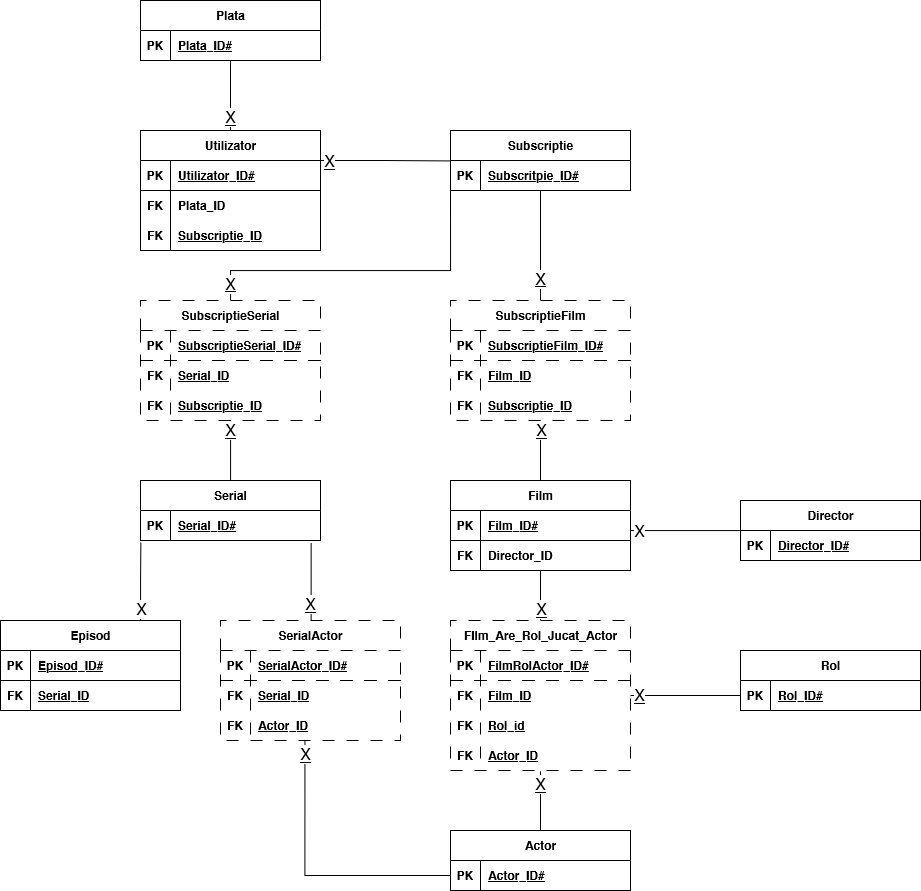 Plata
PK Plata_ID#
X
Utilizator
PK Utilizator_ID#
FK Plata_ID
FK Subscriptie_ID
X
Subscriptie
PK Subscritpie_ID#
X
X
SubscriptieSerial
PK SubscriptieSerial_ID#
FK Serial_ID
FK Subscriptie_ID
X
SubscriptieFilm
PK SubscriptieFilm_ID#
FK Film_ID
FK Subscriptie_ID
X
Serial
PK Serial_ID#
Film
PK Film_ID#
FK Director_ID
X
Director
PK Director_ID#
X
X
X
Episod
PK Episod_ID#
FK Serial_ID
SerialActor
PK SerialActor_ID#
FK Serial_ID
FK Actor_ID
X
FIlm_Are_Rol_Jucat_Actor
PK FilmRolActor_ID#
FK Film_ID
FK Rol_id
FK Actor_ID
X
Rol
PK Rol_ID#
X
Actor
PK Actor_ID#